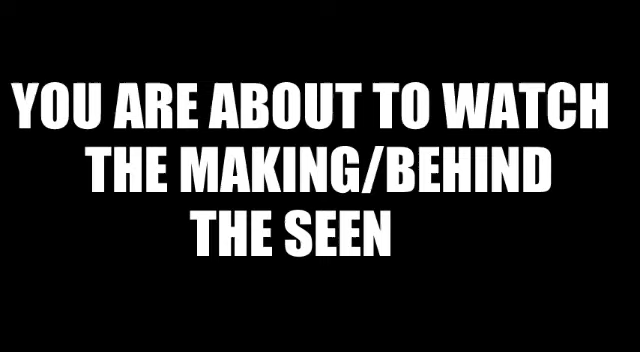 YOU ARE ABOUT TO WATCH
THE MAKING/BEHIND
THE SEEN